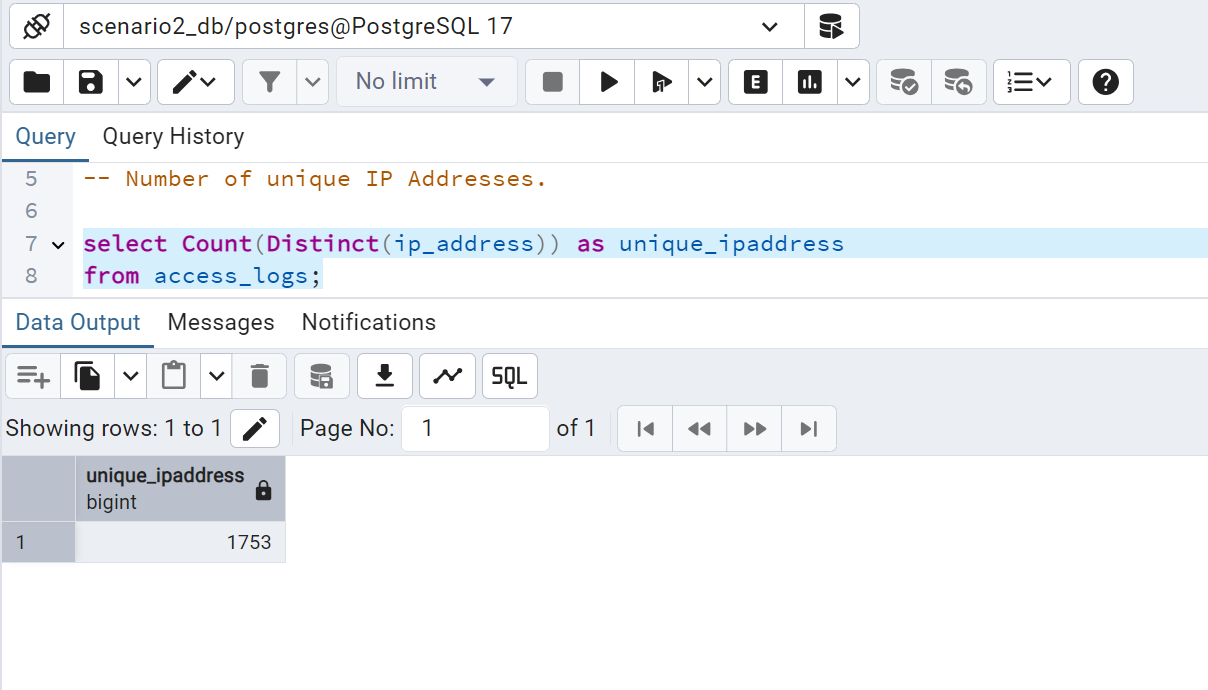 scenario2_db/postgres@PostgreSQL 17
No limit
E
Query Query History
5 -- Number of unique IP Addresses.
6
7 select Count(Distinct(ip_address)) as unique_ipaddress
8 from access_logs;
Data Output Messages Notifications
SQL
Showing rows: 1 to 1 Page No: 1 of 1
unique_ipaddress
bigint
1 1753